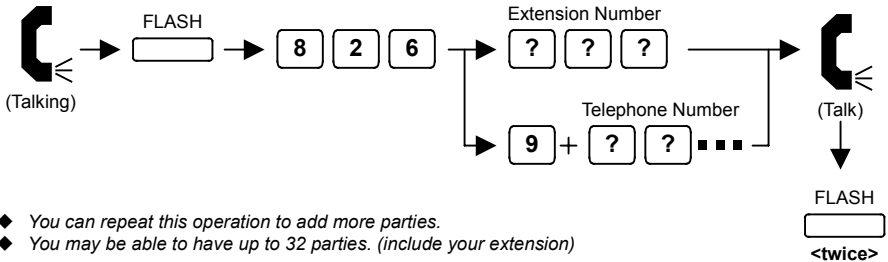 FLASH
(Talking)
8 2 6
Extension Number
? ? ?
Telephone Number
9 + ? ? ▪▪▪
(Talk)
FLASH
<twice>
◆ You can repeat this operation to add more parties.
◆ You may be able to have up to 32 parties. (include your extension)